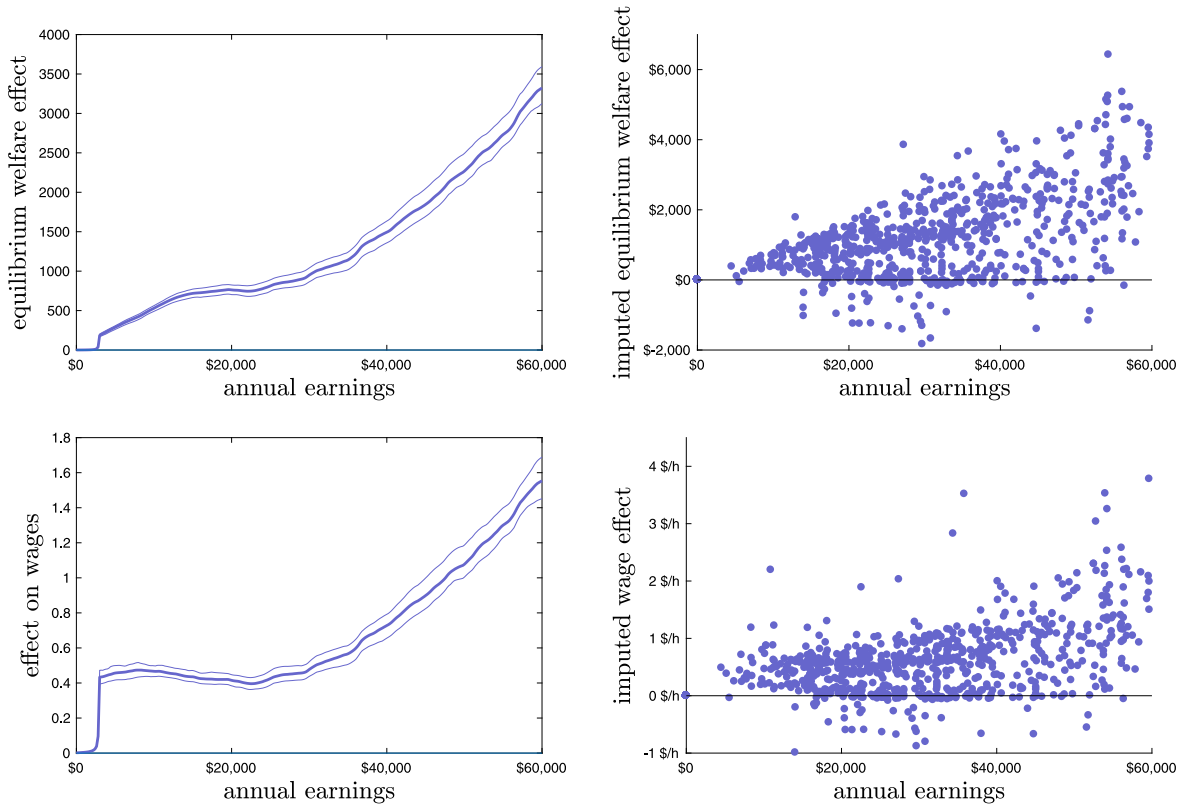 equilibrium welfare effect
4000
3500
3000
2500
2000
1500
1000
500
0
$0
$20,000
$40,000
$60,000
annual earnings
imputed equilibrium welfare effect
$6,000
$4,000
$2,000
$0
$-2,000
$0
$20,000
$40,000
$60,000
annual earnings
effect on wages
1.8
1.6
1.4
1.2
1
0.8
0.6
0.4
0.2
0
$0
$20,000
$40,000
$60,000
annual earnings
imputed wage effect
4 $/h
3 $/h
2 $/h
1 $/h
0 $/h
-1 $/h
$0
$20,000
$40,000
$60,000
annual earnings